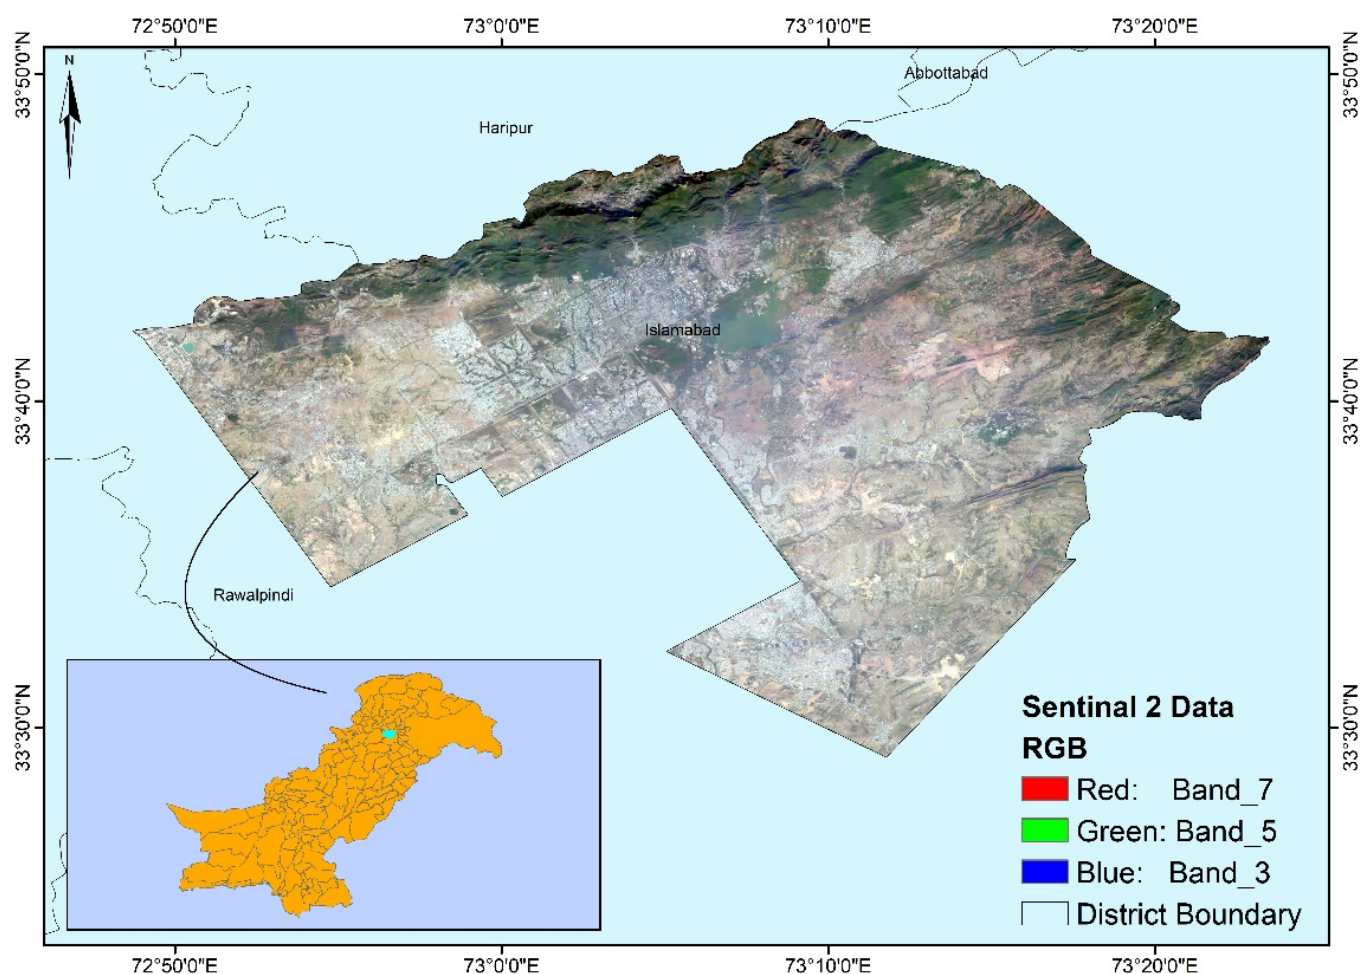 72°50'0"E 73°0'0"E 73°10'0"E 73°20'0"E
33°50'0"N
33°50'0"N
N
Abbottabad
Haripur
Islamabad
33°40'0"N
33°40'0"N
Rawalpindi
33°30'0"N
33°30'0"N
Sentinal 2 Data
RGB
Red: Band_7
Green: Band_5
Blue: Band_3
District Boundary
72°50'0"E 73°0'0"E 73°10'0"E 73°20'0"E